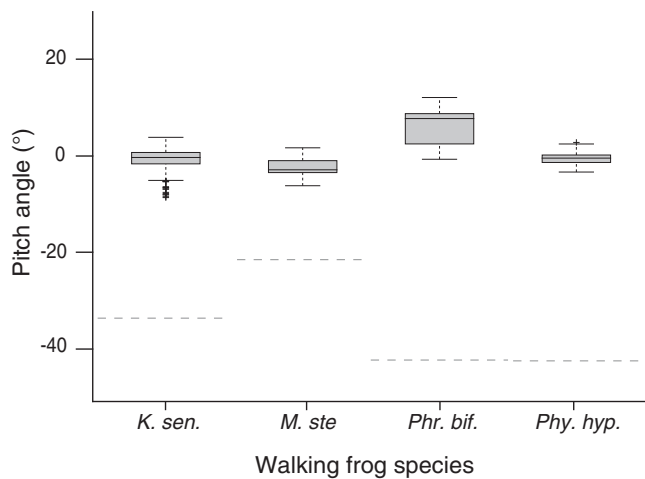 20
0
-20
-40
Pitch angle (°)
K. sen.
M. ste
Phr. bif.
Phy. hyp.
Walking frog species